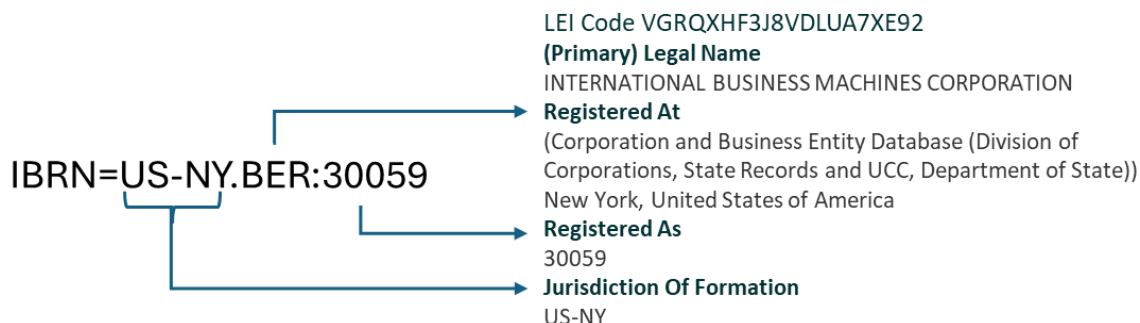 LEI Code VGRQXHF3J8VDLUA7XE92
(Primary) Legal Name
INTERNATIONAL BUSINESS MACHINES CORPORATION
Registered At
(Corporation and Business Entity Database (Division of
Corporations, State Records and UCC, Department of State))
New York, United States of America
Registered As
30059
Jurisdiction Of Formation
US-NY
IBRN=US-NY.BER:30059